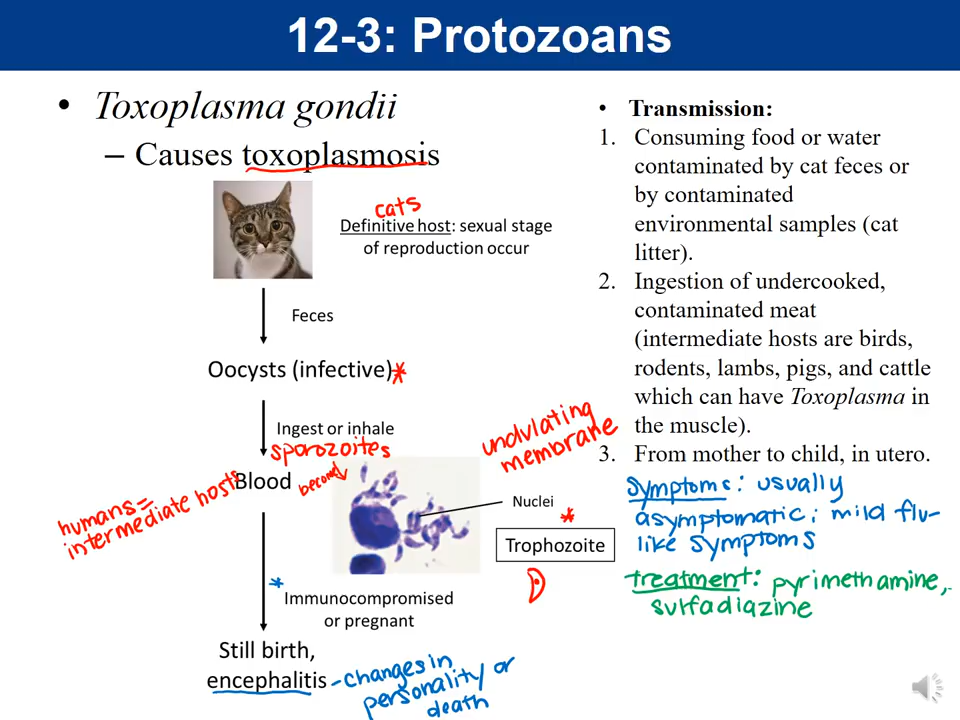 12-3: Protozoans
• Toxoplasma gondii
– Causes toxoplasmosis
cats
Definitive host: sexual stage
of reproduction occur
Feces
Oocysts (infective)*
Ingest or inhale
sporozoites
become
Blood
humans=
intermediate hosts
undulating
membrane
Nuclei
*
Trophozoite
*
Immunocompromised
or pregnant
Still birth,
encephalitis
-changes in
personality or
death
• Transmission:
1. Consuming food or water
contaminated by cat feces or
by contaminated
environmental samples (cat
litter).
2. Ingestion of undercooked,
contaminated meat
(intermediate hosts are birds,
rodents, lambs, pigs, and cattle
which can have Toxoplasma in
the muscle).
3. From mother to child, in utero.
Symptoms: usually
asymptomatic; mild flu-
like symptoms
treatment: pyrimethamine,
sulfadiazine